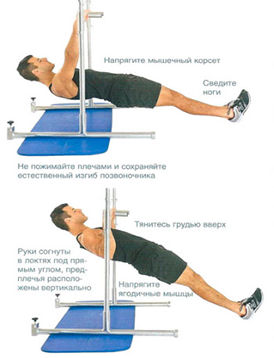 Напрягите мышечный корсет
Сведите
ноги
Не пожимайте плечами и сохраняйте
естественный изгиб позвоночника
Тянитесь грудью вверх
Руки согнуты
в локтях под пря-
мым углом, пред-
плечья располо-
жены вертикально
Напрягите
ягодичные мышцы